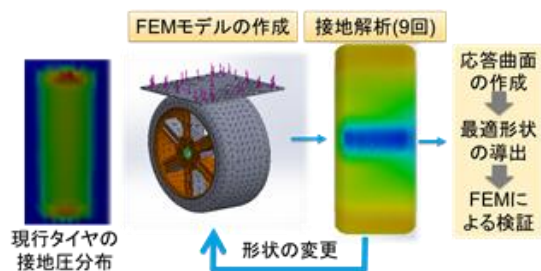 FEMモデルの作成
接地解析(9回)
応答曲面
の作成
最適形状
の導出
FEMに
よる検証
現行タイヤの
接地圧分布
形状の変更